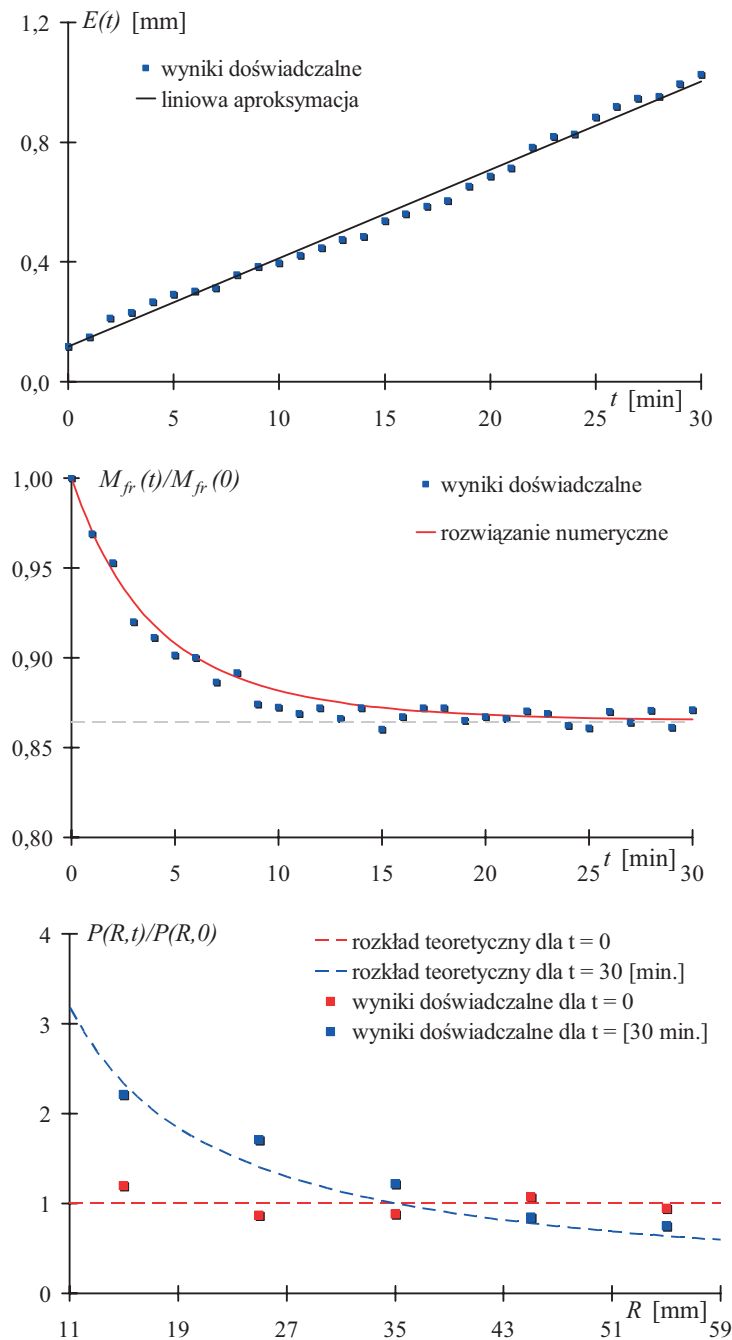 1,2 E(t) [mm]
wyniki doświadczalne
liniowa aproksymacja
0,8
0,4
0,0
t [min]
0 5 10 15 20 25 30
1,00 M_fr (t)/M_fr (0)
wyniki doświadczalne
rozwiązanie numeryczne
0,95
0,90
0,85
0,80
0 5 10 15 20 25 t [min] 30
4 P(R,t)/P(R,0)
rozkład teoretyczny dla t = 0
rozkład teoretyczny dla t = 30 [min.]
wyniki doświadczalne dla t = 0
wyniki doświadczalne dla t = [30 min.]
3
2
1
0
R [mm]
11 19 27 35 43 51 59